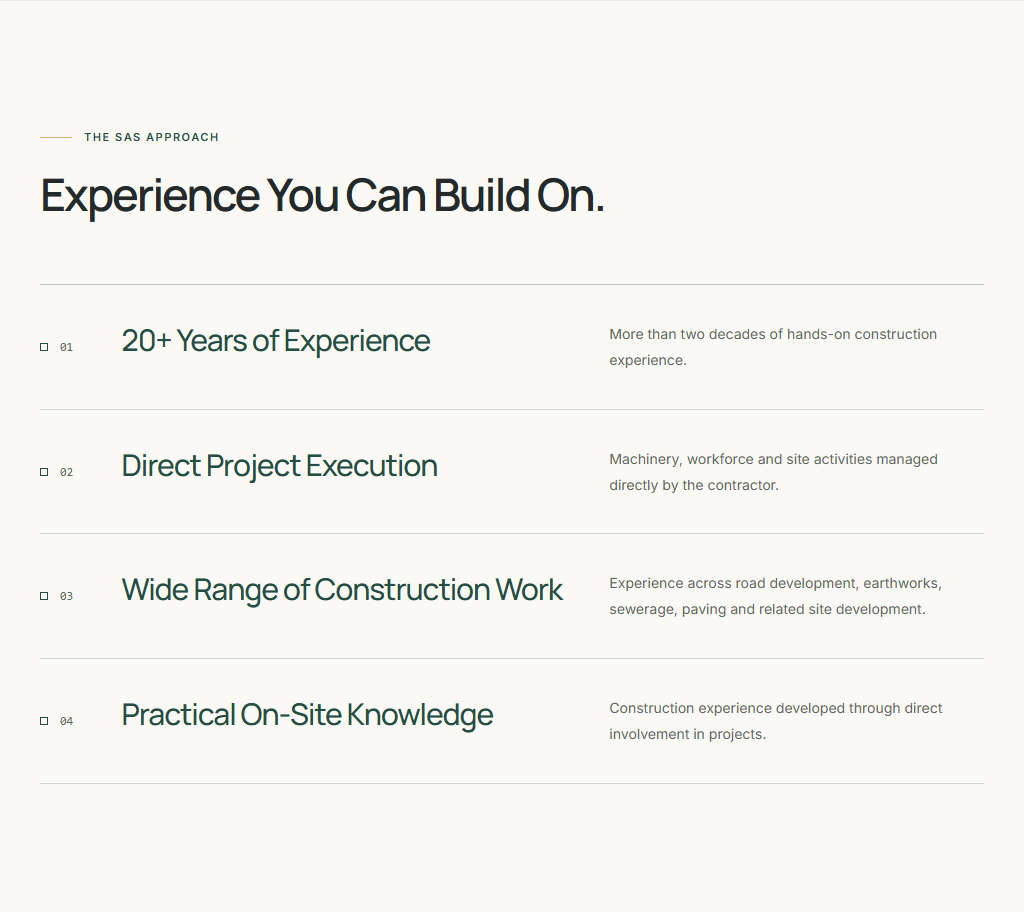 THE SAS APPROACH
Experience You Can Build On.
01
20+ Years of Experience
More than two decades of hands-on construction
experience.
02
Direct Project Execution
Machinery, workforce and site activities managed
directly by the contractor.
03
Wide Range of Construction Work
Experience across road development, earthworks,
sewerage, paving and related site development.
04
Practical On-Site Knowledge
Construction experience developed through direct
involvement in projects.